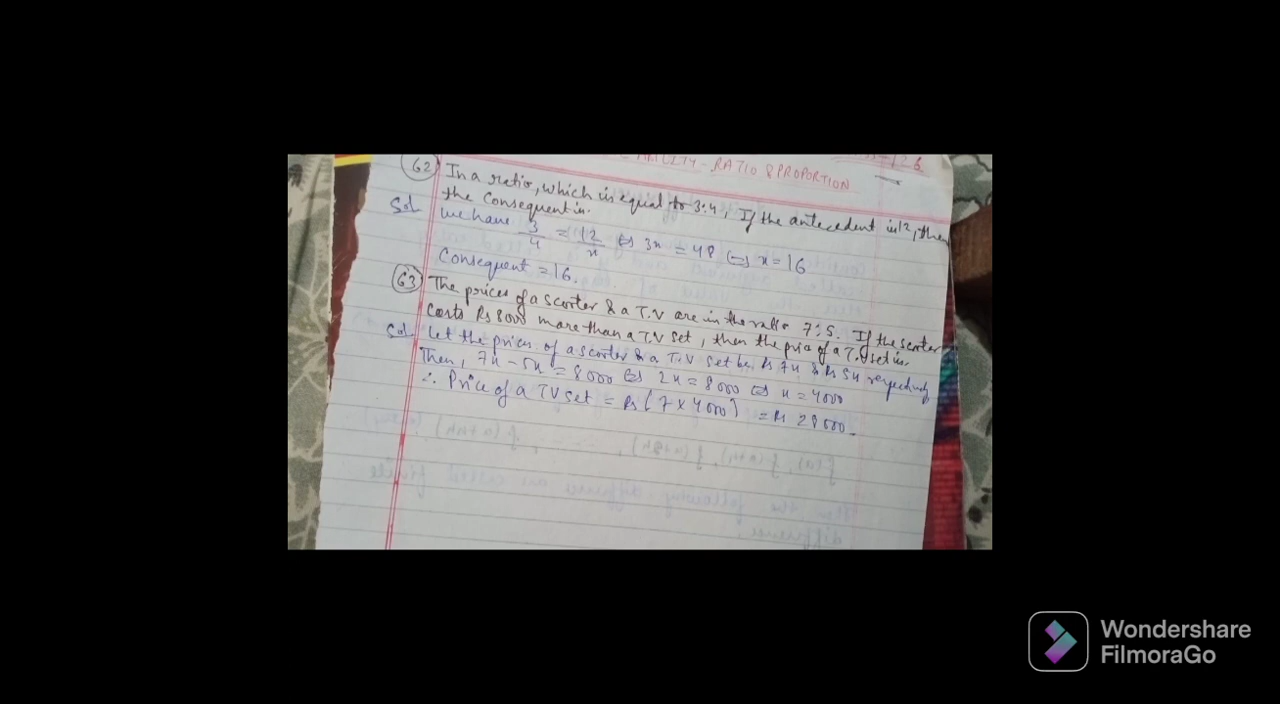 RATIO & PROPORTION
62) In a ratio, which is equal to 3:4, If the antecedent is 12, then
the Consequent is.
Sol. we have 3/4 = 12/x ⇔ 3x = 48 ⇔ x = 16
Consequent = 16.
63) The prices of a scooter & a T.V are in the ratio 7:5. If the scooter
costs Rs 8000 more than a T.V set, then the price of a T.V set is.
Sol. Let the prices of a scooter & a T.V set be Rs 7x & Rs 5x respectively
Then, 7x - 5x = 8000 ⇔ 2x = 8000 ⇔ x = 4000
∴ Price of a TV set = Rs (7 x 4000) = Rs 28000.
Wondershare
FilmoraGo